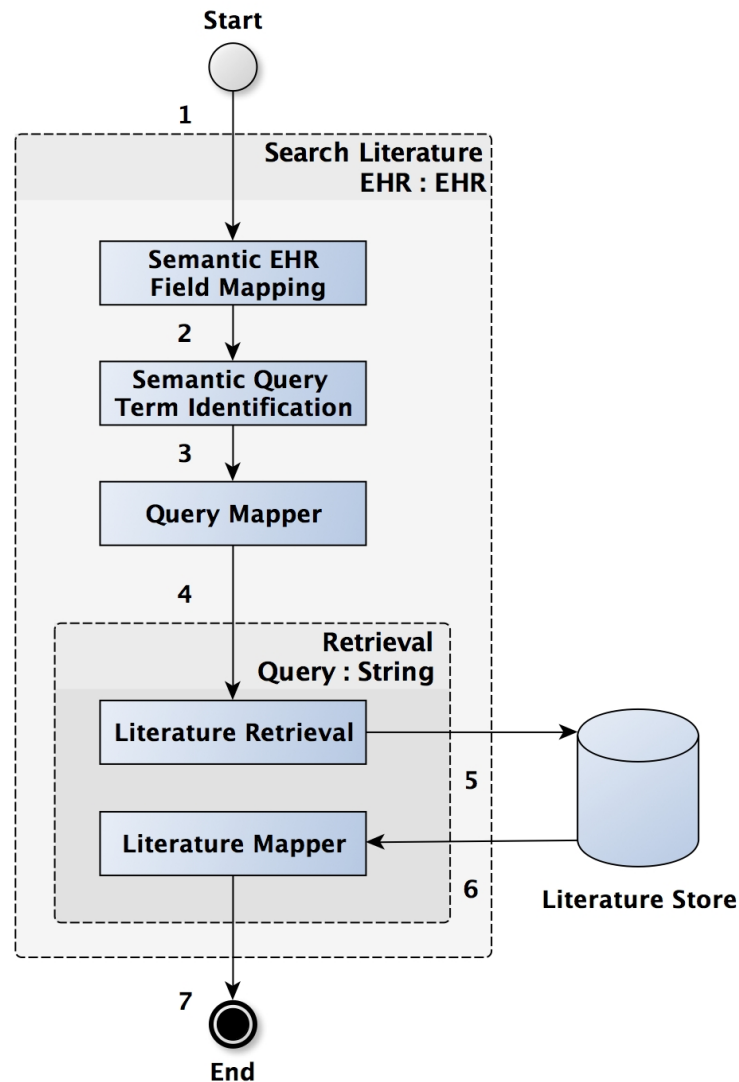 Start
1
Search Literature
EHR : EHR
Semantic EHR
Field Mapping
2
Semantic Query
Term Identification
3
Query Mapper
4
Retrieval
Query : String
Literature Retrieval
5
Literature Mapper
6
Literature Store
7
End